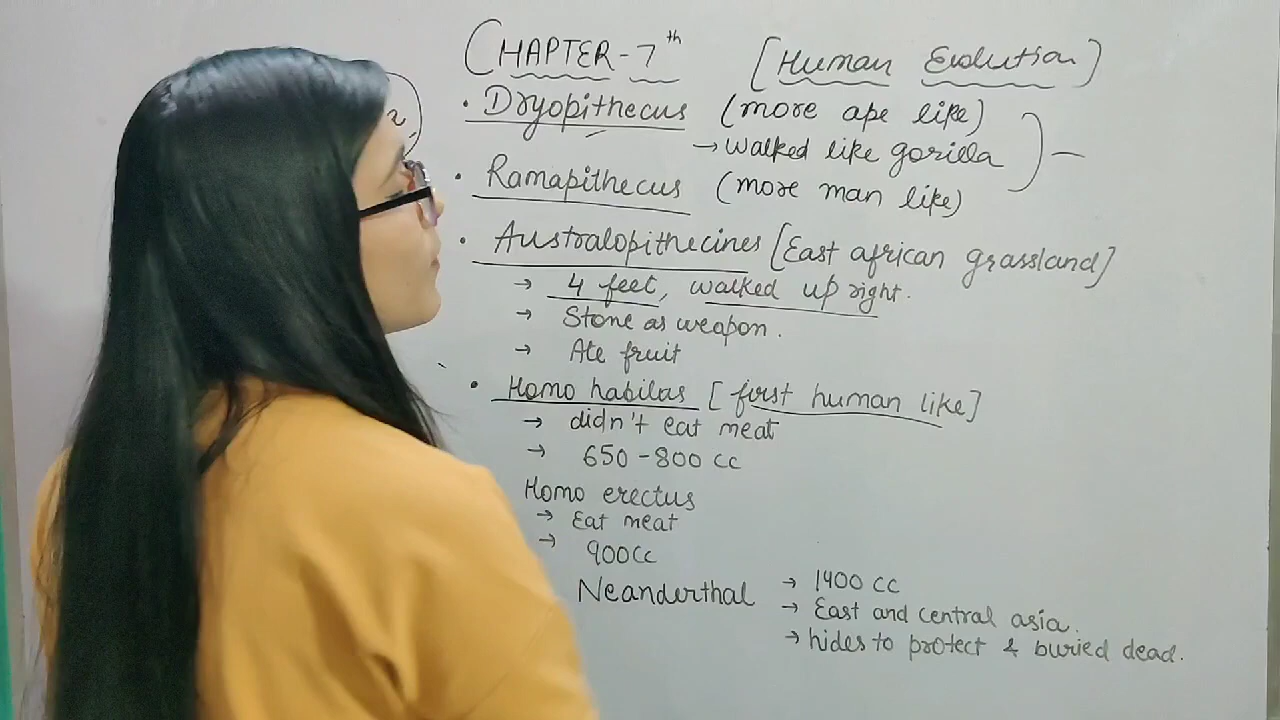 CHAPTER-7th [Human Evolution]
2
• Dryopithecus (more ape like)
→ walked like gorilla
• Ramapithecus (more man like)
• Australopithecines [East african grassland]
→ 4 feet, walked up right.
→ Stone as weapon.
→ Ate fruit
• Homo habilas [first human like]
→ didn't eat meat
→ 650-800 cc
Homo erectus
→ Eat meat
→ 900cc
Neanderthal → 1400 cc
→ East and central asia.
→ hides to protect & buried dead.